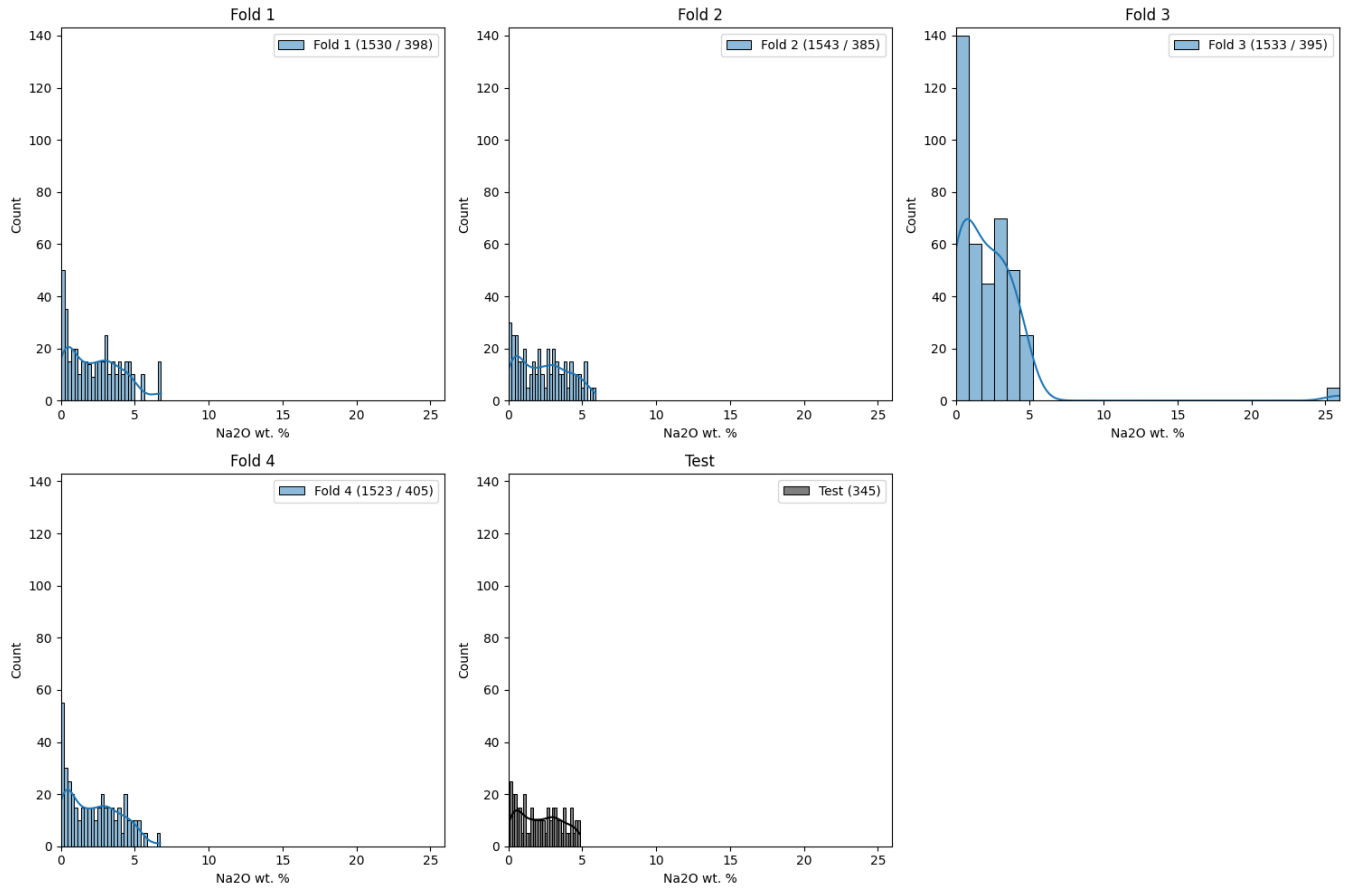 Fold 1
Fold 1 (1530 / 398)
140
120
100
80
60
40
20
0
Count
0 5 10 15 20 25
Na2O wt. %
Fold 2
Fold 2 (1543 / 385)
140
120
100
80
60
40
20
0
Count
0 5 10 15 20 25
Na2O wt. %
Fold 3
Fold 3 (1533 / 395)
140
120
100
80
60
40
20
0
Count
0 5 10 15 20 25
Na2O wt. %
Fold 4
Fold 4 (1523 / 405)
140
120
100
80
60
40
20
0
Count
0 5 10 15 20 25
Na2O wt. %
Test
Test (345)
140
120
100
80
60
40
20
0
Count
0 5 10 15 20 25
Na2O wt. %